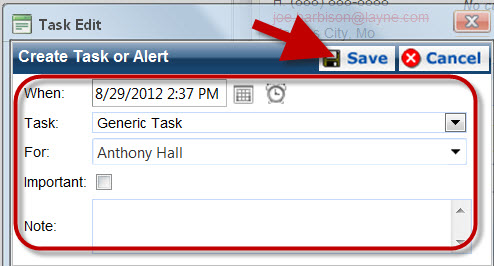 Task Edit
joe.harbison@layne.com
City, Mo
Create Task or Alert
Save
Cancel
When: 8/29/2012 2:37 PM
Task: Generic Task
For: Anthony Hall
Important:
Note: